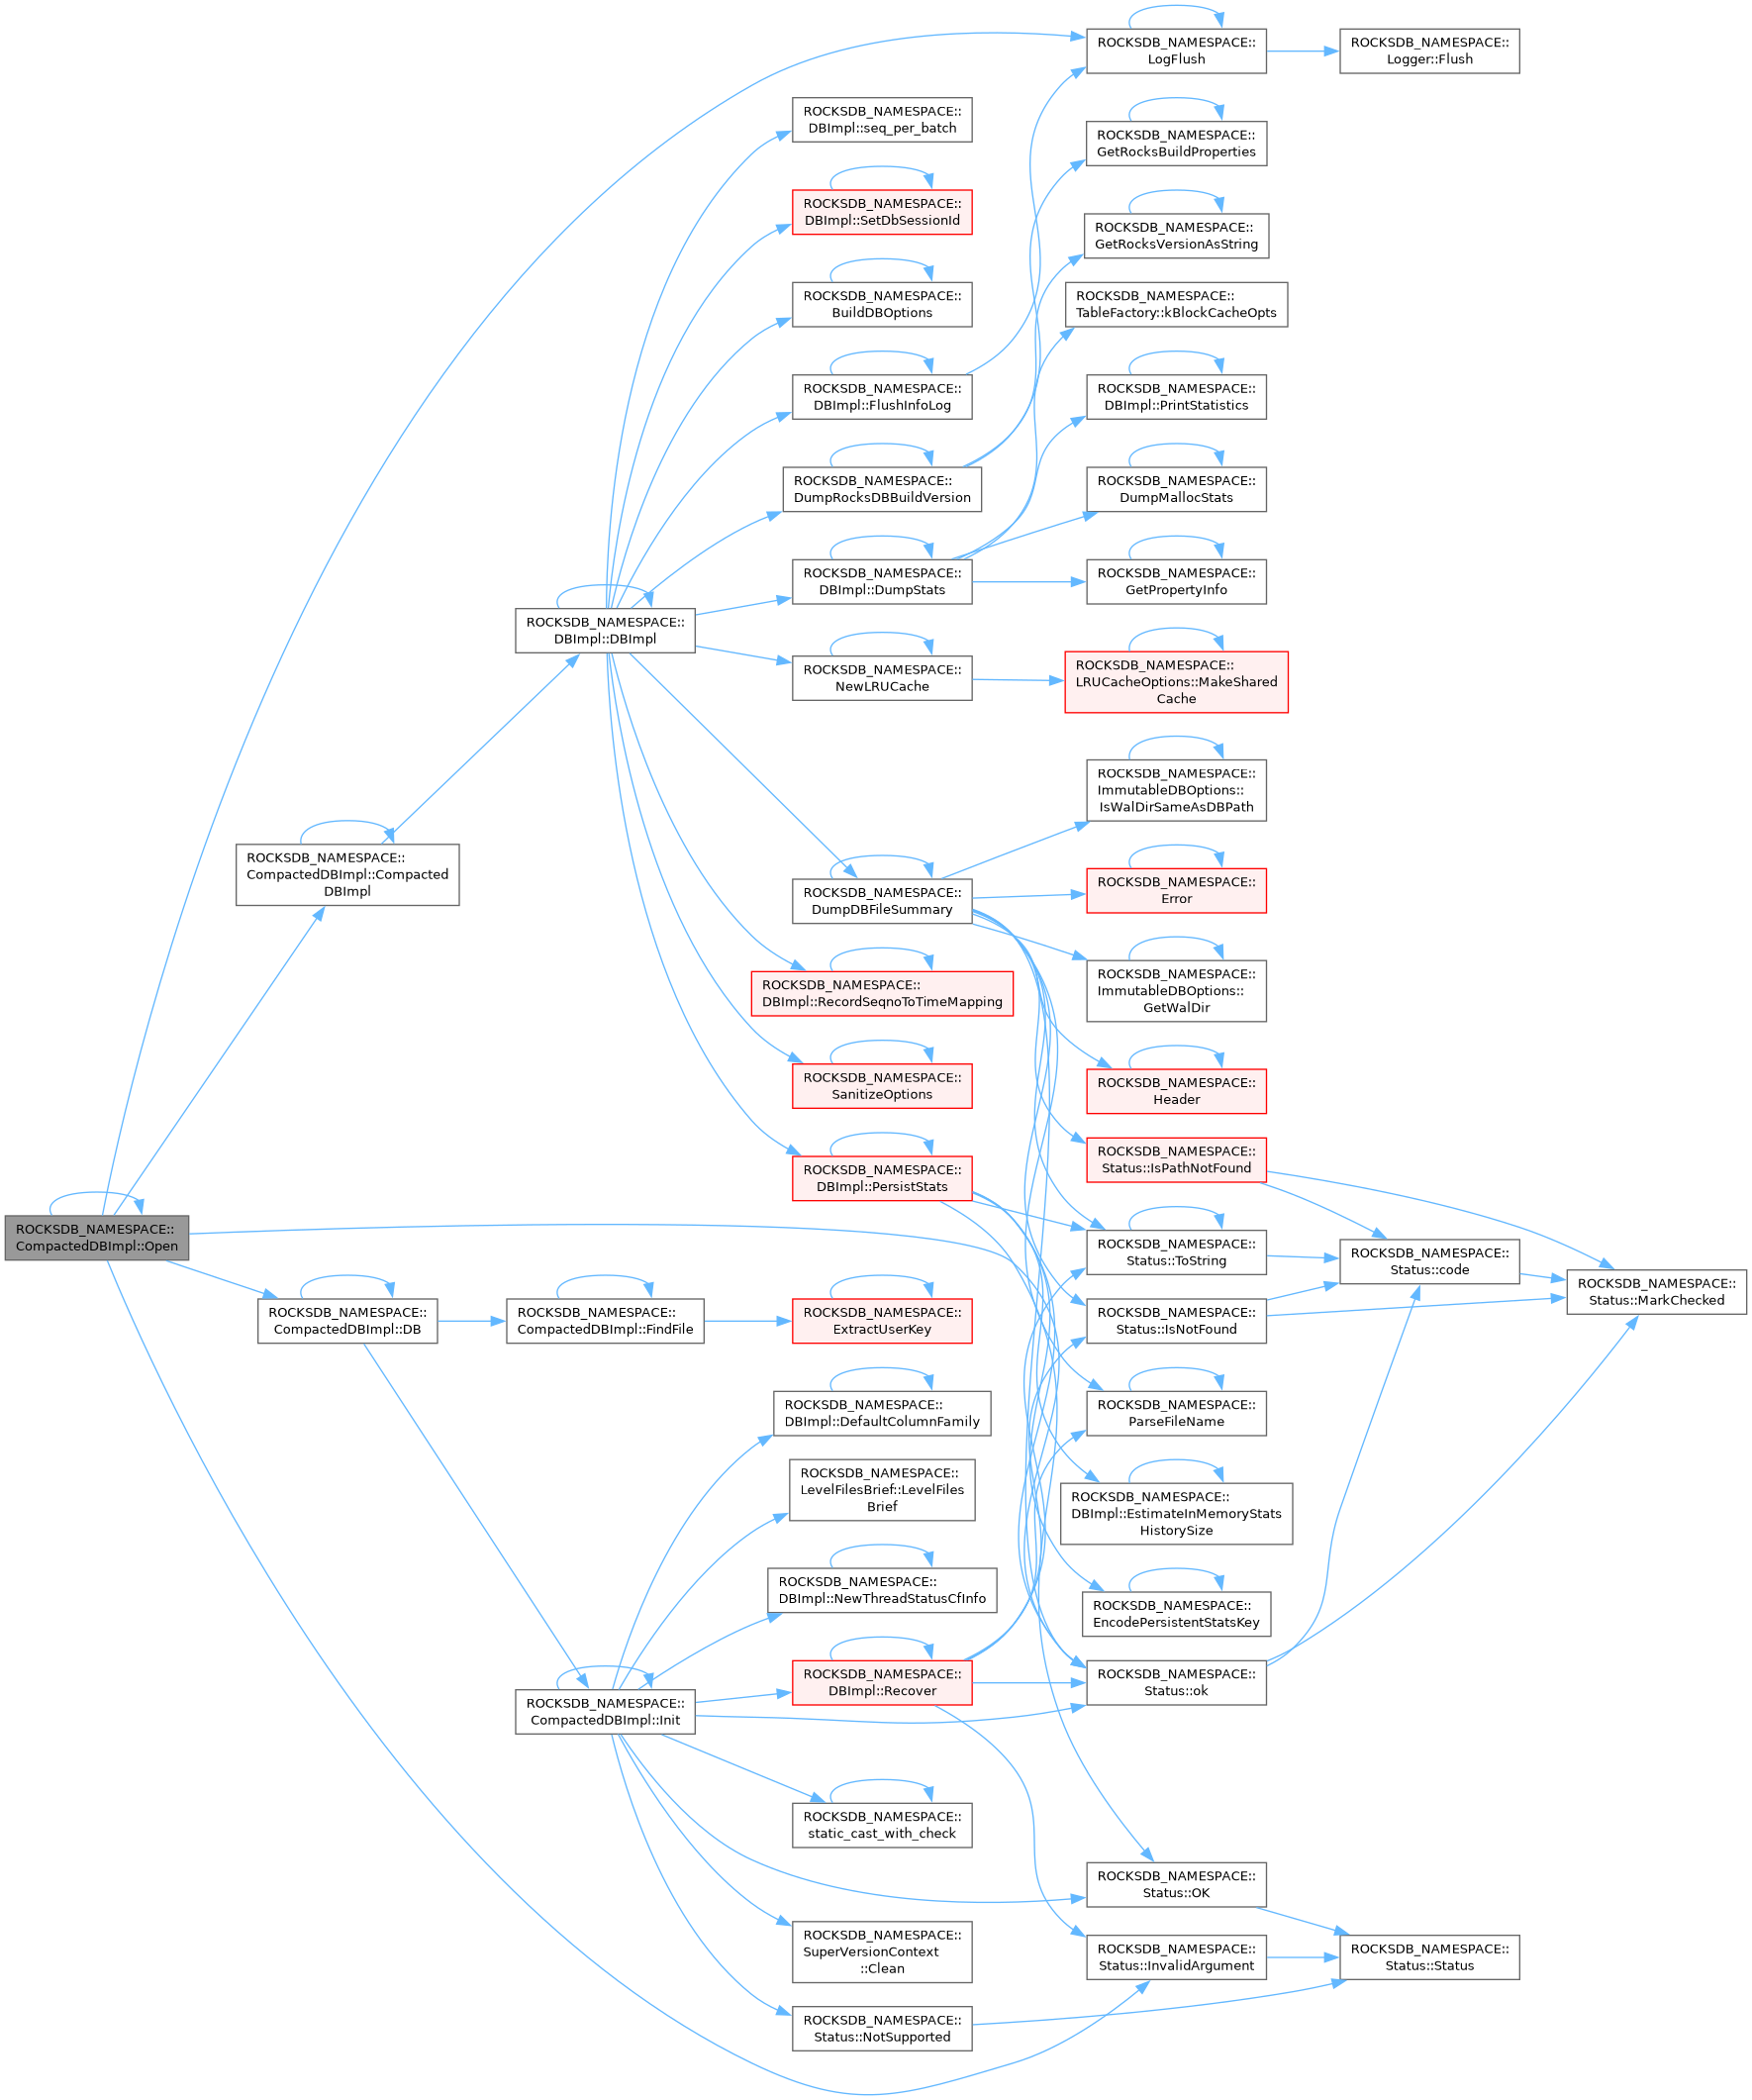 ROCKSDB_NAMESPACE::
LogFlush
ROCKSDB_NAMESPACE::
Logger::Flush
ROCKSDB_NAMESPACE::
DBImpl::seq_per_batch
ROCKSDB_NAMESPACE::
GetRocksBuildProperties
ROCKSDB_NAMESPACE::
DBImpl::SetDbSessionId
ROCKSDB_NAMESPACE::
GetRocksVersionAsString
ROCKSDB_NAMESPACE::
BuildDBOptions
ROCKSDB_NAMESPACE::
TableFactory::kBlockCacheOpts
ROCKSDB_NAMESPACE::
DBImpl::FlushInfoLog
ROCKSDB_NAMESPACE::
DBImpl::PrintStatistics
ROCKSDB_NAMESPACE::
DumpRocksDBBuildVersion
ROCKSDB_NAMESPACE::
DumpMallocStats
ROCKSDB_NAMESPACE::
DBImpl::DumpStats
ROCKSDB_NAMESPACE::
GetPropertyInfo
ROCKSDB_NAMESPACE::
DBImpl::DBImpl
ROCKSDB_NAMESPACE::
NewLRUCache
ROCKSDB_NAMESPACE::
LRUCacheOptions::MakeShared
Cache
ROCKSDB_NAMESPACE::
ImmutableDBOptions::
IsWalDirSameAsDBPath
ROCKSDB_NAMESPACE::
CompactedDBImpl::Compacted
DBImpl
ROCKSDB_NAMESPACE::
DumpDBFileSummary
ROCKSDB_NAMESPACE::
Error
ROCKSDB_NAMESPACE::
DBImpl::RecordSeqnoToTimeMapping
ROCKSDB_NAMESPACE::
ImmutableDBOptions::
GetWalDir
ROCKSDB_NAMESPACE::
SanitizeOptions
ROCKSDB_NAMESPACE::
Header
ROCKSDB_NAMESPACE::
DBImpl::PersistStats
ROCKSDB_NAMESPACE::
Status::IsPathNotFound
ROCKSDB_NAMESPACE::
CompactedDBImpl::Open
ROCKSDB_NAMESPACE::
Status::ToString
ROCKSDB_NAMESPACE::
Status::code
ROCKSDB_NAMESPACE::
Status::MarkChecked
ROCKSDB_NAMESPACE::
CompactedDBImpl::DB
ROCKSDB_NAMESPACE::
CompactedDBImpl::FindFile
ROCKSDB_NAMESPACE::
ExtractUserKey
ROCKSDB_NAMESPACE::
Status::IsNotFound
ROCKSDB_NAMESPACE::
DBImpl::DefaultColumnFamily
ROCKSDB_NAMESPACE::
ParseFileName
ROCKSDB_NAMESPACE::
LevelFilesBrief::LevelFiles
Brief
ROCKSDB_NAMESPACE::
DBImpl::EstimateInMemoryStats
HistorySize
ROCKSDB_NAMESPACE::
DBImpl::NewThreadStatusCfInfo
ROCKSDB_NAMESPACE::
EncodePersistentStatsKey
ROCKSDB_NAMESPACE::
DBImpl::Recover
ROCKSDB_NAMESPACE::
Status::ok
ROCKSDB_NAMESPACE::
CompactedDBImpl::Init
ROCKSDB_NAMESPACE::
static_cast_with_check
ROCKSDB_NAMESPACE::
Status::OK
ROCKSDB_NAMESPACE::
SuperVersionContext
::Clean
ROCKSDB_NAMESPACE::
Status::InvalidArgument
ROCKSDB_NAMESPACE::
Status::Status
ROCKSDB_NAMESPACE::
Status::NotSupported